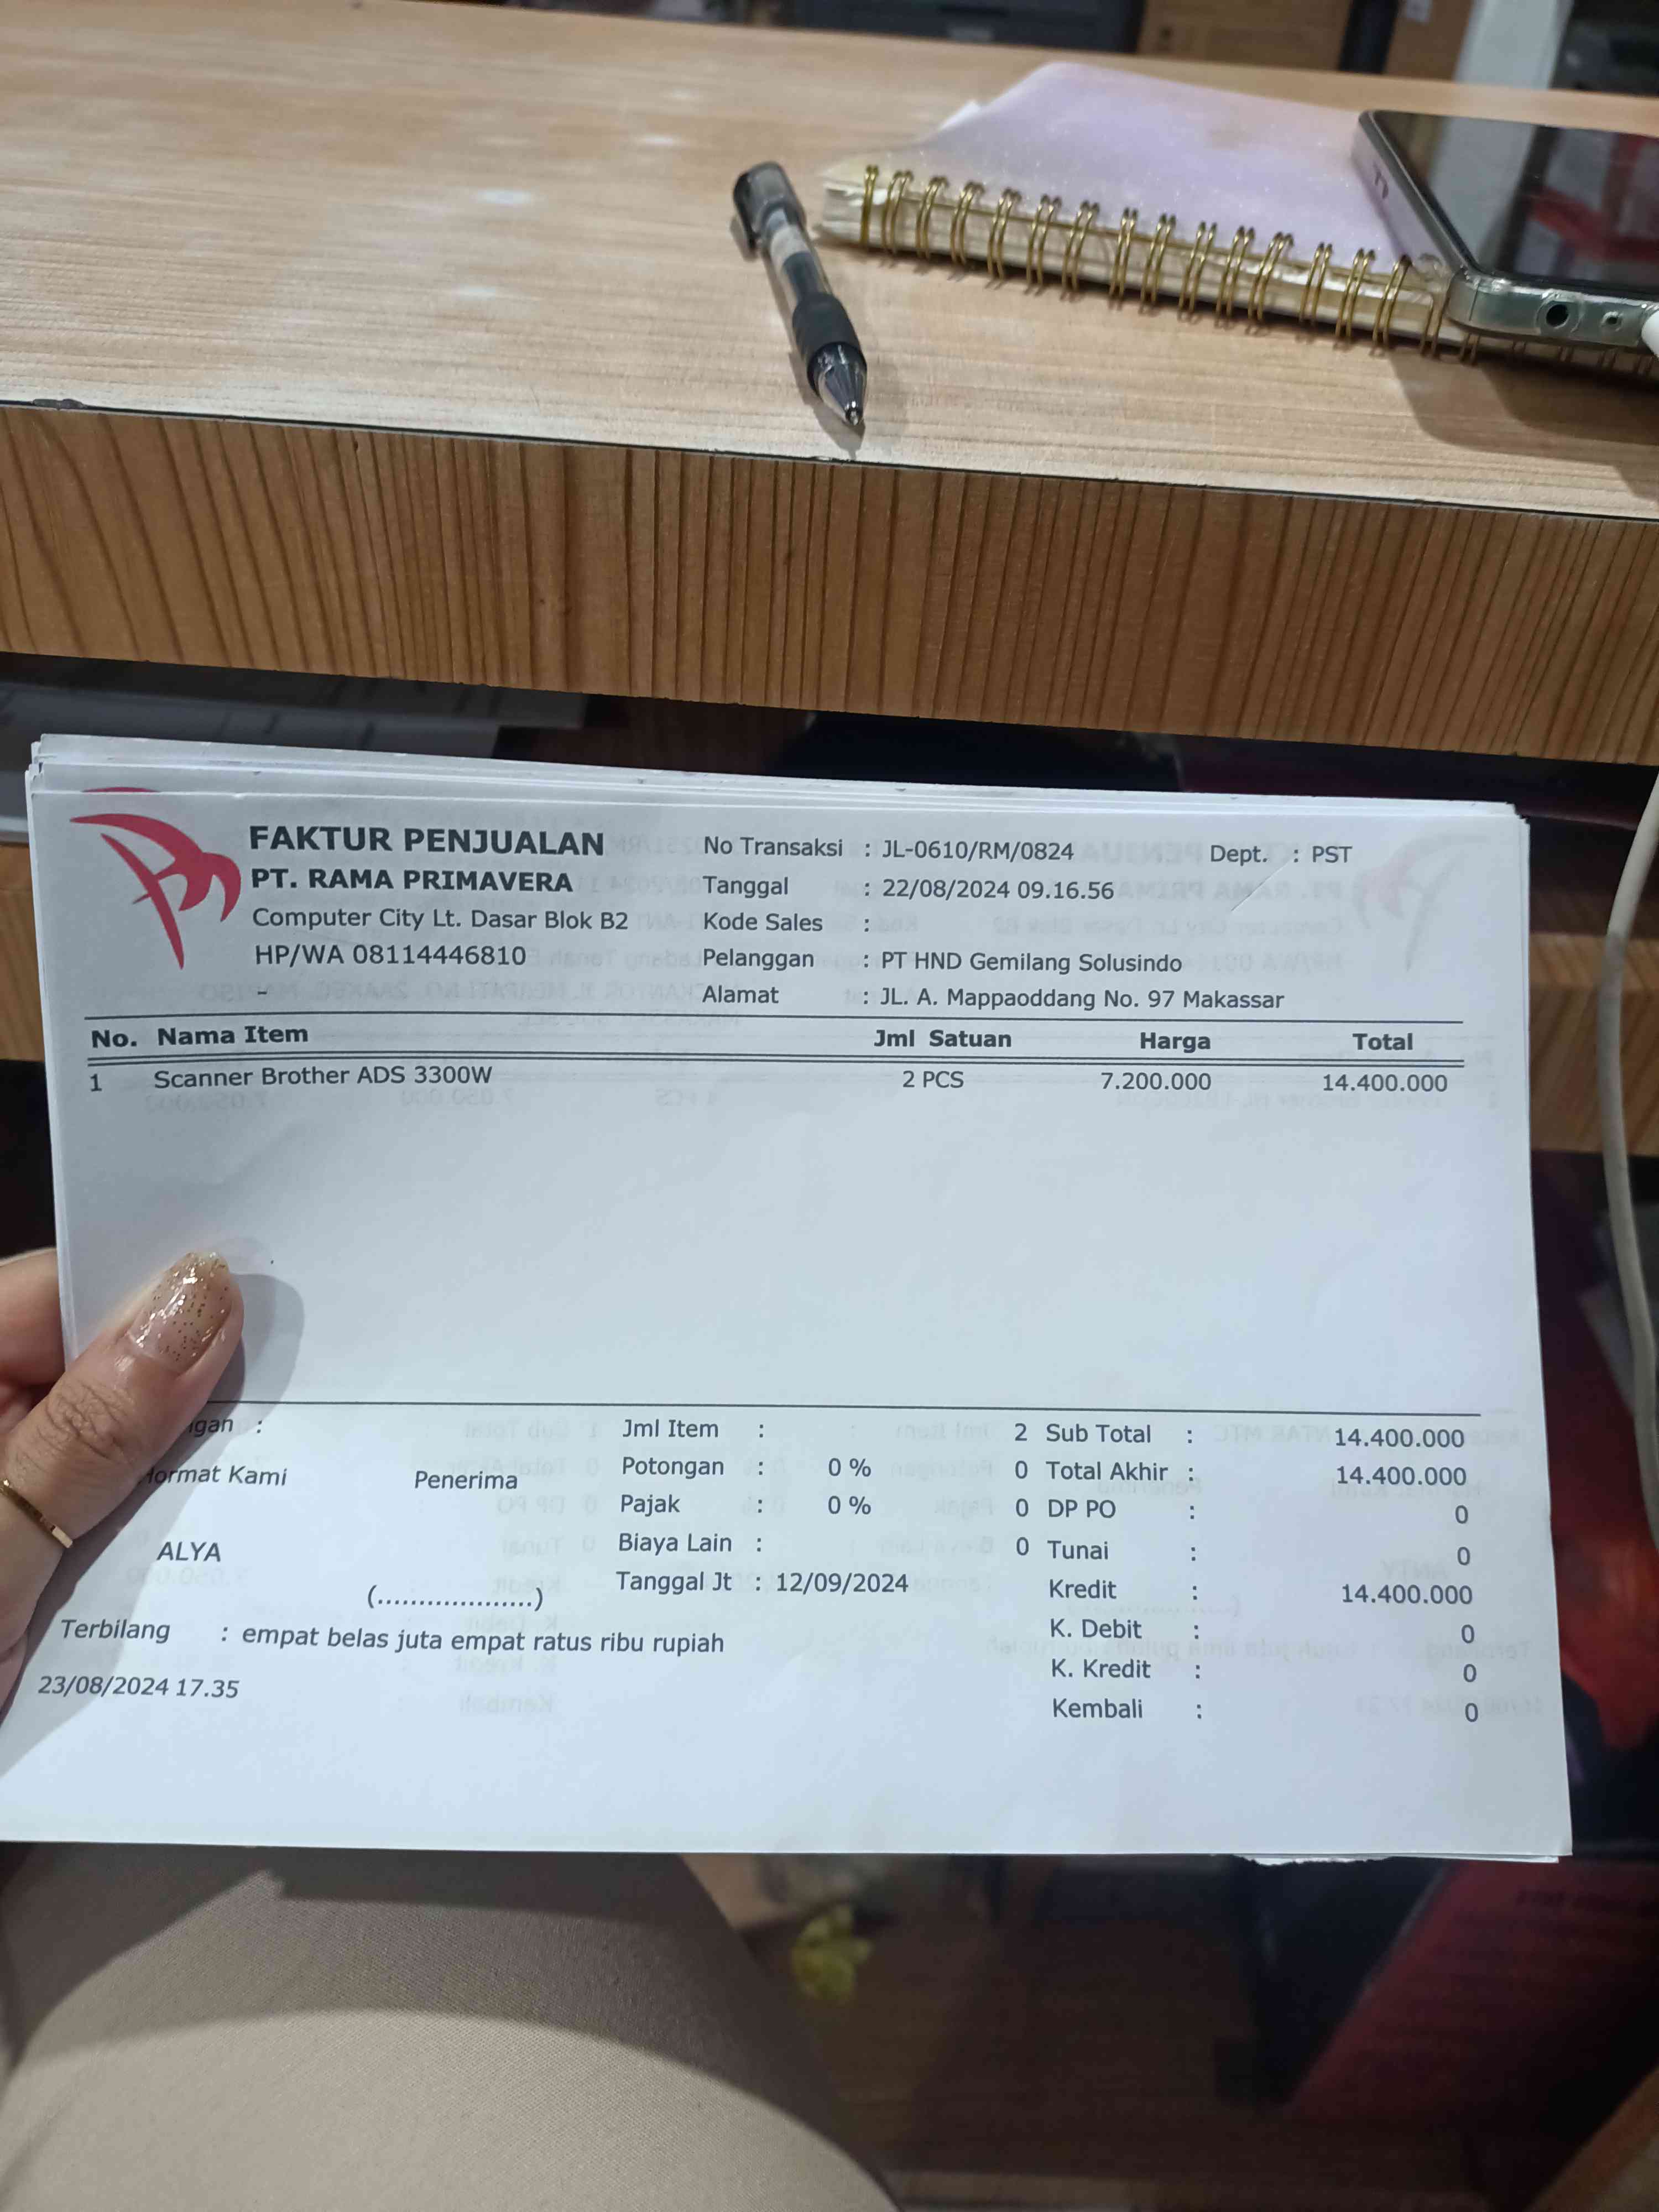 FAKTUR PENJUALAN
PT. RAMA PRIMAVERA
Computer City Lt. Dasar Blok B2
HP/WA 08114446810
-
No Transaksi : JL-0610/RM/0824 Dept. : PST
Tanggal : 22/08/2024 09.16.56
Kode Sales :
Pelanggan : PT HND Gemilang Solusindo
Alamat : JL. A. Mappaoddang No. 97 Makassar
No. Nama Item Jml Satuan Harga Total
1 Scanner Brother ADS 3300W 2 PCS 7.200.000 14.400.000
gan :
ormat Kami Penerima
ALYA
(...................)
Jml Item : 2
Potongan : 0 % 0
Pajak : 0 % 0
Biaya Lain : 0
Tanggal Jt : 12/09/2024
Sub Total : 14.400.000
Total Akhir : 14.400.000
DP PO : 0
Tunai : 0
Kredit : 14.400.000
K. Debit : 0
K. Kredit : 0
Kembali : 0
Terbilang : empat belas juta empat ratus ribu rupiah
23/08/2024 17.35